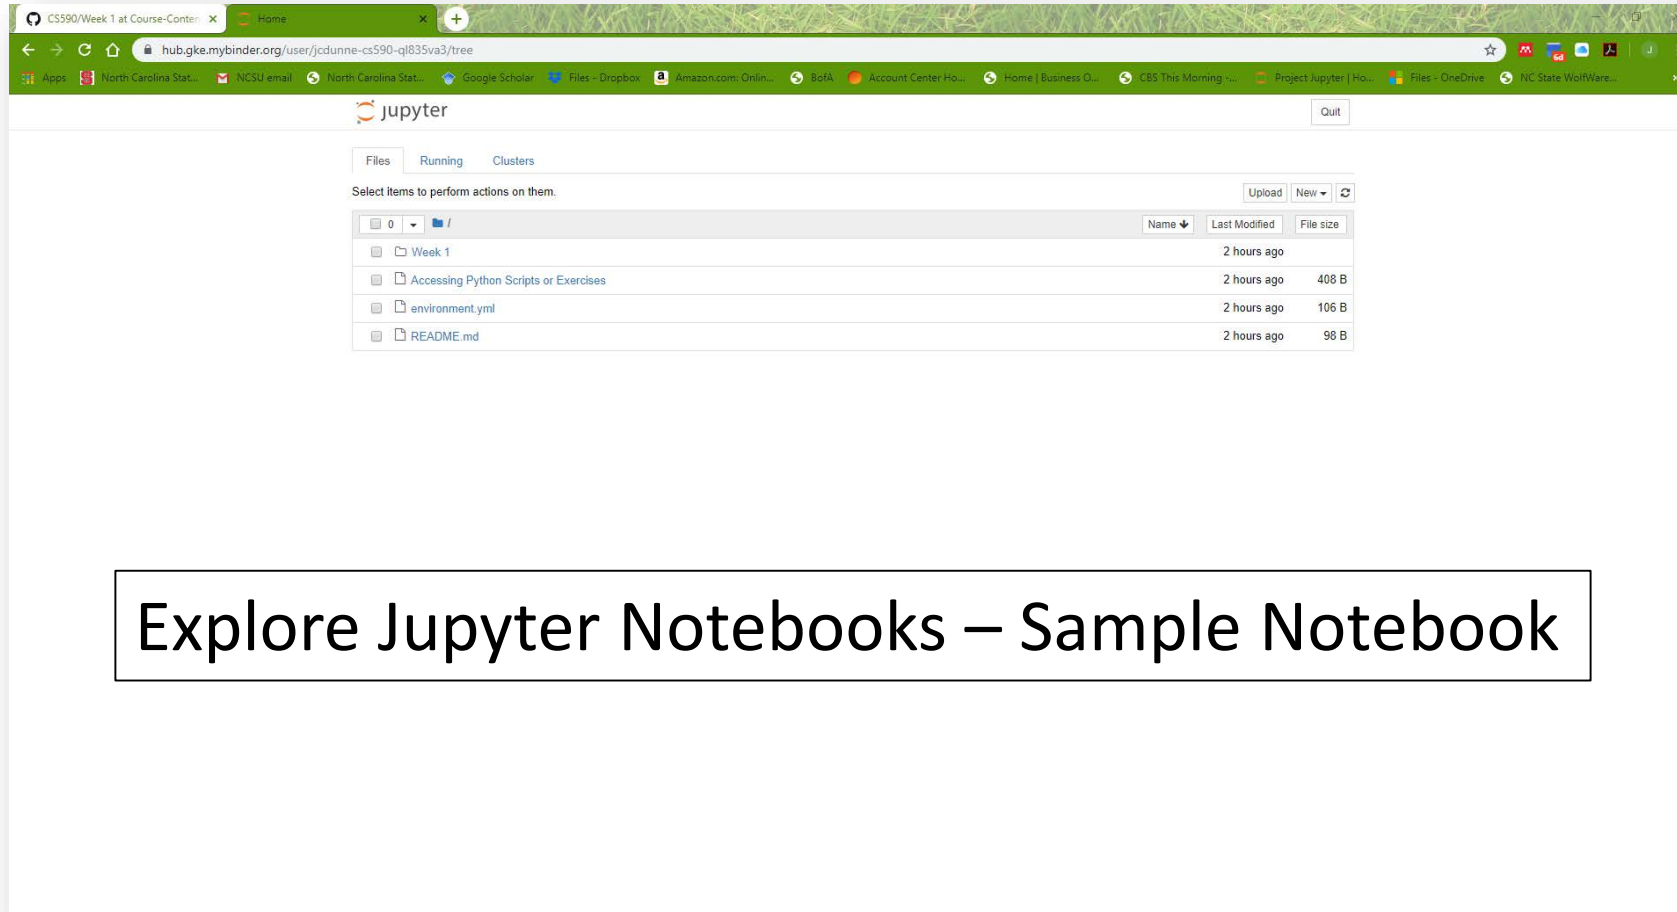 CS590/Week 1 at Course-Conten
Home
hub.gke.mybinder.org/user/jcdunne-cs590-ql835va3/tree
Apps North Carolina Stat... NCSU email North Carolina Stat... Google Scholar Files - Dropbox Amazon.com: Onlin... BofA Account Center Ho... Home | Business O... CBS This Morning -... Project Jupyter | Ho... Files - OneDrive NC State WolfWare...
jupyter Quit
Files Running Clusters
Select items to perform actions on them. Upload New
0 / Name Last Modified File size
Week 1 2 hours ago
Accessing Python Scripts or Exercises 2 hours ago 408 B
environment.yml 2 hours ago 106 B
README.md 2 hours ago 98 B
Explore Jupyter Notebooks – Sample Notebook